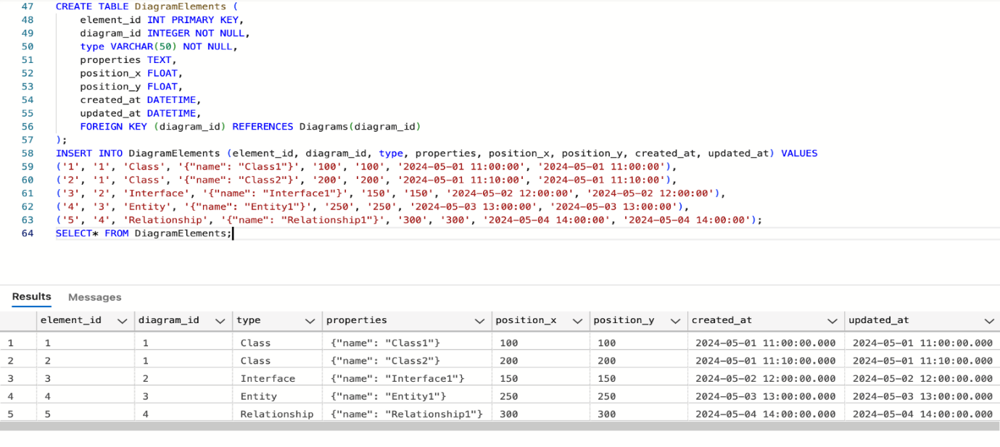 47 CREATE TABLE DiagramElements (
48 element_id INT PRIMARY KEY,
49 diagram_id INTEGER NOT NULL,
50 type VARCHAR(50) NOT NULL,
51 properties TEXT,
52 position_x FLOAT,
53 position_y FLOAT,
54 created_at DATETIME,
55 updated_at DATETIME,
56 FOREIGN KEY (diagram_id) REFERENCES Diagrams(diagram_id)
57 );
58 INSERT INTO DiagramElements (element_id, diagram_id, type, properties, position_x, position_y, created_at, updated_at) VALUES
59 ('1', '1', 'Class', '{"name": "Class1"}', '100', '100', '2024-05-01 11:00:00', '2024-05-01 11:00:00'),
60 ('2', '1', 'Class', '{"name": "Class2"}', '200', '200', '2024-05-01 11:10:00', '2024-05-01 11:10:00'),
61 ('3', '2', 'Interface', '{"name": "Interface1"}', '150', '150', '2024-05-02 12:00:00', '2024-05-02 12:00:00'),
62 ('4', '3', 'Entity', '{"name": "Entity1"}', '250', '250', '2024-05-03 13:00:00', '2024-05-03 13:00:00'),
63 ('5', '4', 'Relationship', '{"name": "Relationship1"}', '300', '300', '2024-05-04 14:00:00', '2024-05-04 14:00:00');
64 SELECT* FROM DiagramElements;
Results Messages
element_id diagram_id type properties position_x position_y created_at updated_at
1 1 1 Class {"name": "Class1"} 100 100 2024-05-01 11:00:00.000 2024-05-01 11:00:00.000
2 2 1 Class {"name": "Class2"} 200 200 2024-05-01 11:10:00.000 2024-05-01 11:10:00.000
3 3 2 Interface {"name": "Interface1"} 150 150 2024-05-02 12:00:00.000 2024-05-02 12:00:00.000
4 4 3 Entity {"name": "Entity1"} 250 250 2024-05-03 13:00:00.000 2024-05-03 13:00:00.000
5 5 4 Relationship {"name": "Relationship1"} 300 300 2024-05-04 14:00:00.000 2024-05-04 14:00:00.000